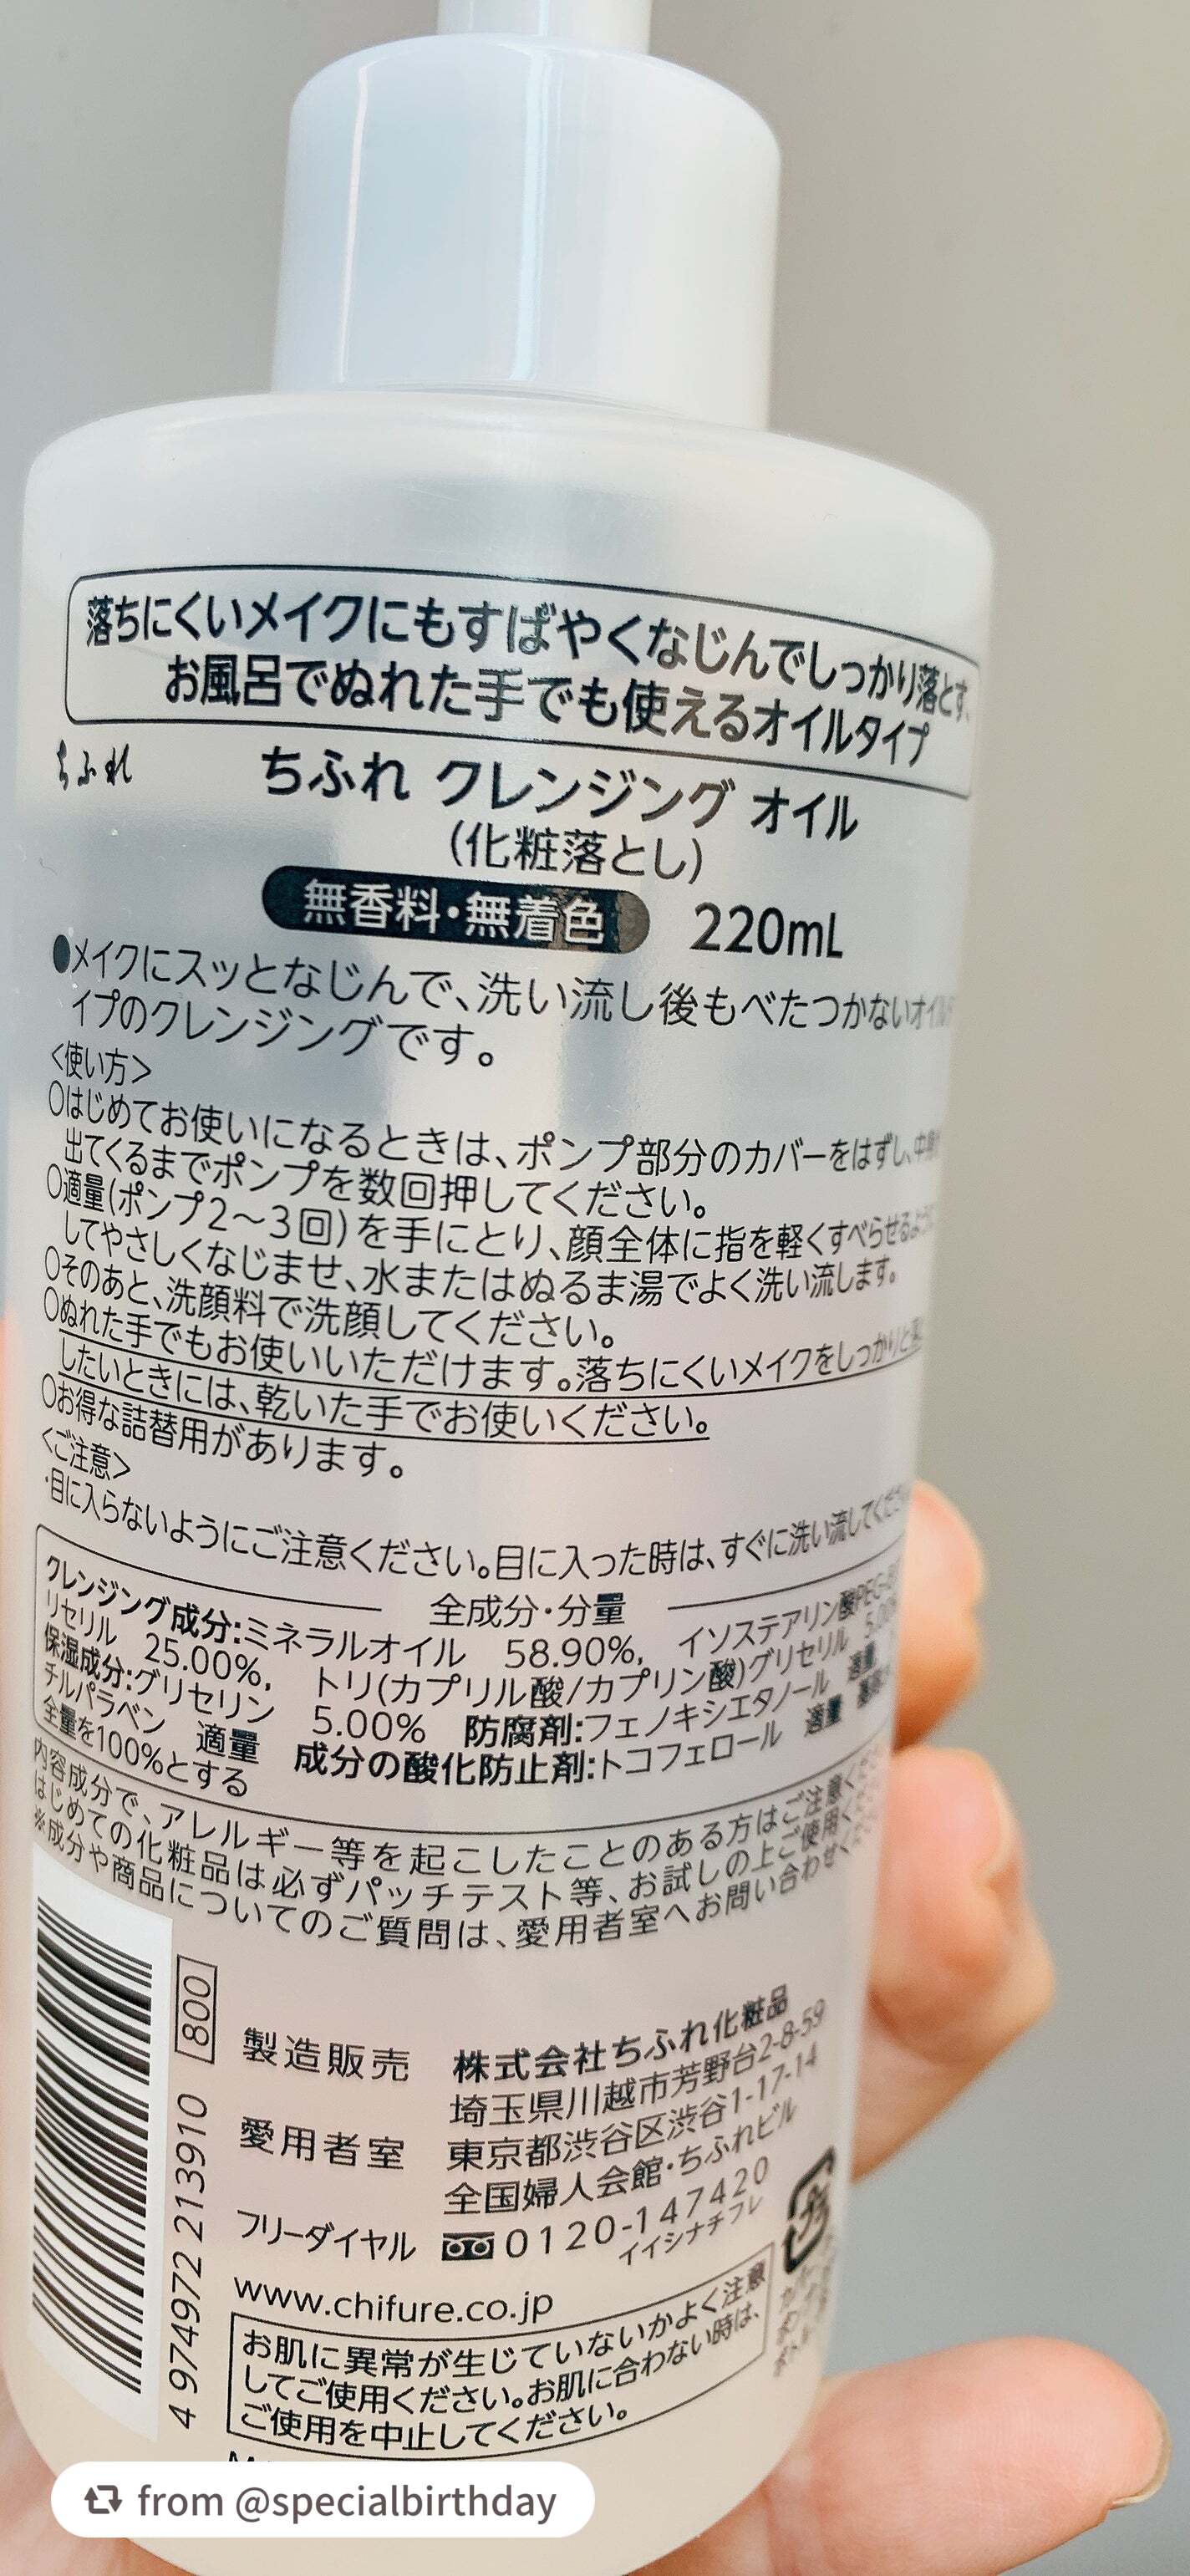 落ちにくいメイクにもすばやくなじんでしっかり落とす、
お風呂でぬれた手でも使えるオイルタイプ
ちふれ
ちふれ クレンジング オイル
(化粧落とし)
無香料・無着色 220mL
●メイクにスッとなじんで、洗い流し後もべたつかないオイル
イプのクレンジングです。
<使い方>
○はじめてお使いになるときは、ポンプ部分のカバーをはずし、
出てくるまでポンプを数回押してください。
○適量(ポンプ2～3回)を手にとり、顔全体に指を軽くすべらせる
してやさしくなじませ、水またはぬるま湯でよく洗い流します。
○そのあと、洗顔料で洗顔してください。
○ぬれた手でもお使いいただけます。落ちにくいメイクをしっかりと
したいときには、乾いた手でお使いください。
○お得な詰替用があります。
<ご注意>
・目に入らないようにご注意ください。目に入った時は、すぐに洗い流して
全成分・分量
クレンジング成分:ミネラルオイル 58.90%, イソステアリン酸PEG-
リセリル 25.00%, トリ(カプリル酸/カプリン酸)グリセリル
保湿成分:グリセリン 5.00% 防腐剤:フェノキシエタノール 適量
チルパラベン 適量 成分の酸化防止剤:トコフェロール 適量
全量を100%とする
内容成分で、アレルギー等を起こしたことのある方はご注意
はじめての化粧品は必ずパッチテスト等、お試しの上ご使用
※成分や商品についてのご質問は、愛用者室へお問い合わせ
800
4 974972 213910
製造販売 株式会社ちふれ化粧品
埼玉県川越市芳野台2-8-59
愛用者室 東京都渋谷区渋谷1-17-14
全国婦人会館・ちふれビル
フリーダイヤル 0120-147420
イイシナチフレ
www.chifure.co.jp
お肌に異常が生じていないかよく注意
してご使用ください。お肌に合わない時は、
ご使用を中止してください。
from @specialbirthday